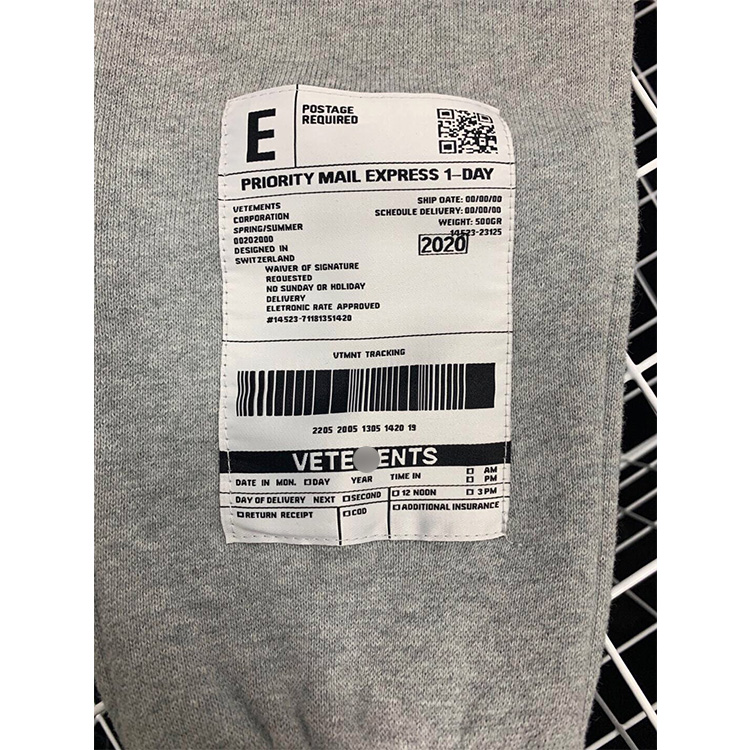 E
POSTAGE
REQUIRED
PRIORITY MAIL EXPRESS 1-DAY
VETEMENTS
CORPORATION
SPRING/SUMMER
00202000
DESIGNED IN
SWITZERLAND
SHIP DATE: 00/00/00
SCHEDULE DELIVERY: 00/00/00
WEIGHT: 500GR
14523-23125
2020
WAIVER OF SIGNATURE
REQUESTED
NO SUNDAY OR HOLIDAY
DELIVERY
ELETRONIC RATE APPROVED
#14523-71181351420
VTMNT TRACKING
2205 2005 1305 1420 19
VETE ENTS
DATE IN MON. DAY YEAR TIME IN AM
PM
DAY OF DELIVERY NEXT SECOND 12 NOON 3 PM
RETURN RECEIPT COD ADDITIONAL INSURANCE